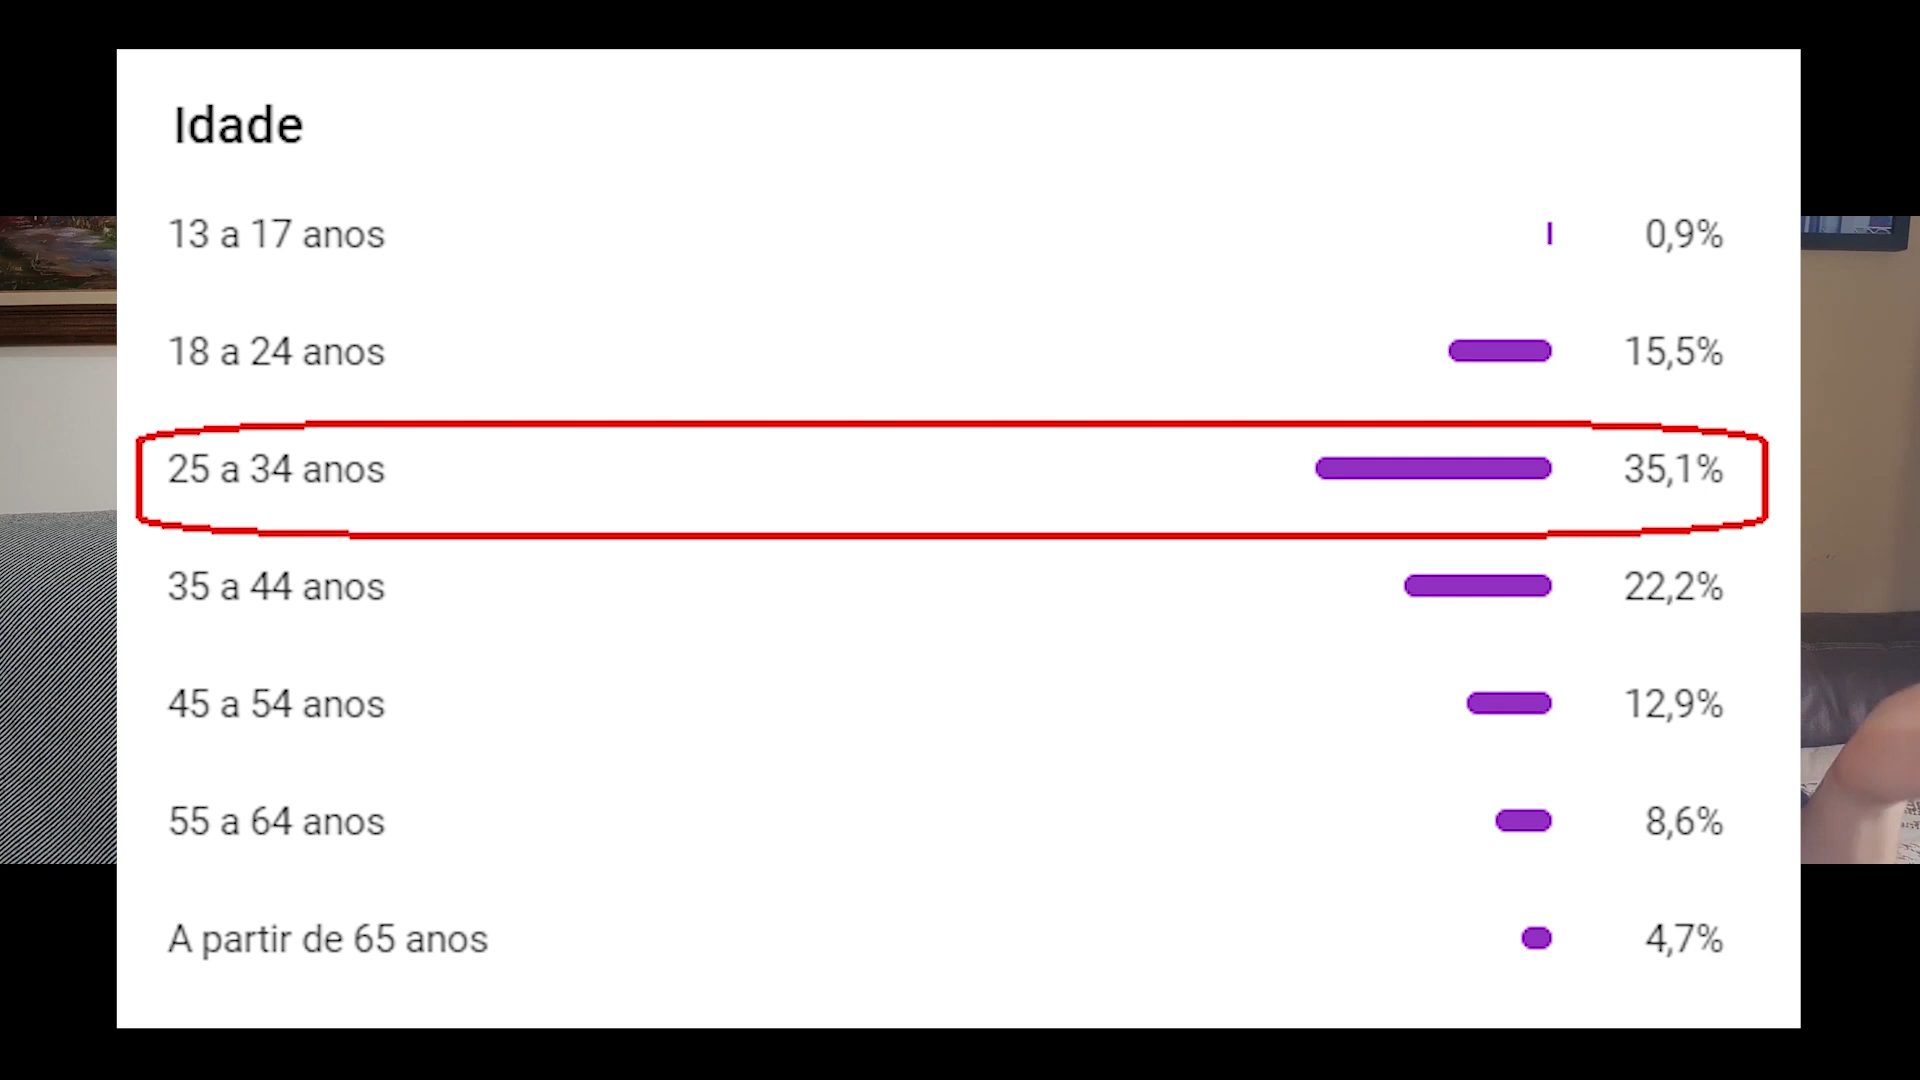 Idade
13 a 17 anos 0,9%
18 a 24 anos 15,5%
25 a 34 anos 35,1%
35 a 44 anos 22,2%
45 a 54 anos 12,9%
55 a 64 anos 8,6%
A partir de 65 anos 4,7%